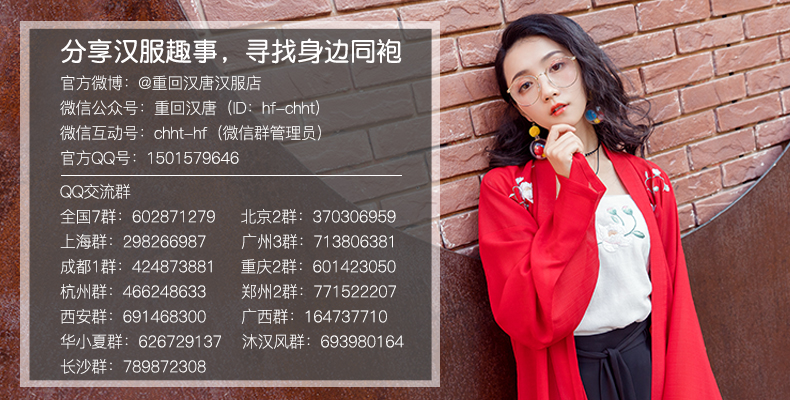 分享汉服趣事，寻找身边同袍
官方微博：@重回汉唐汉服店
微信公众号：重回汉唐（ID：hf-chht）
微信互动号：chht-hf（微信群管理员）
官方QQ号：1501579646
QQ交流群
全国7群：602871279 北京2群：370306959
上海群：298266987 广州3群：713806381
成都1群：424873881 重庆2群：601423050
杭州群：466248633 郑州2群：771522207
西安群：691468300 广西群：164737710
华小夏群：626729137 沐汉风群：693980164
长沙群：789872308